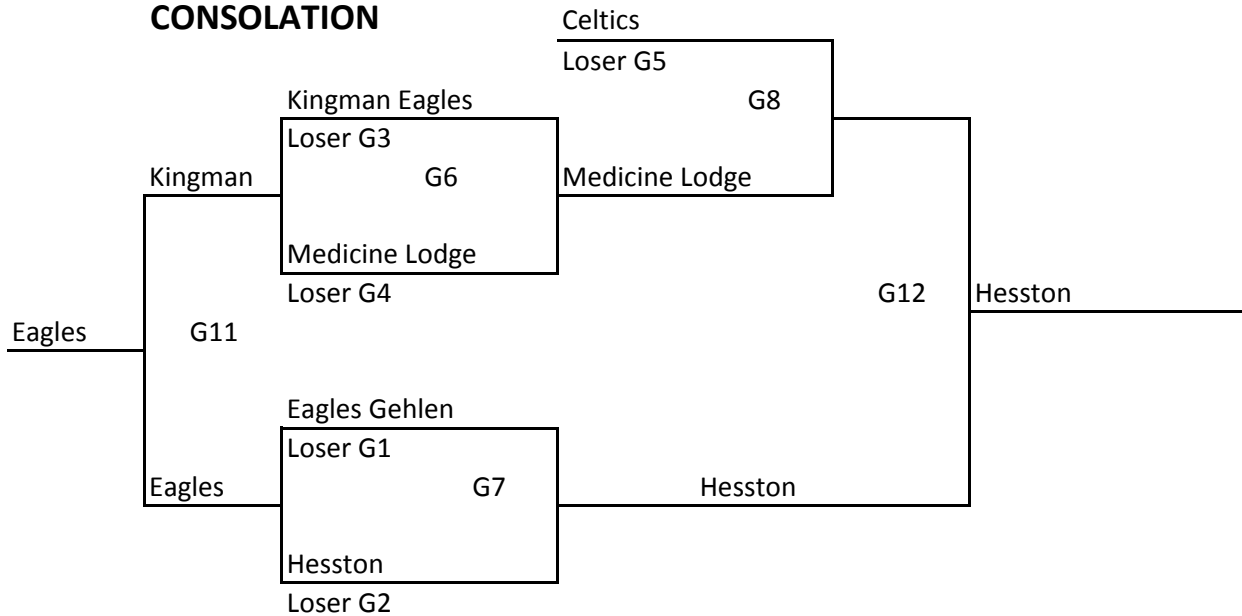 CONSOLATION
Celtics
Loser G5
Kingman Eagles
G8
Loser G3
Kingman
G6
Medicine Lodge
Medicine Lodge
Loser G4
G12
Hesston
Eagles
G11
Eagles Gehlen
Loser G1
Eagles
G7
Hesston
Hesston
Loser G2